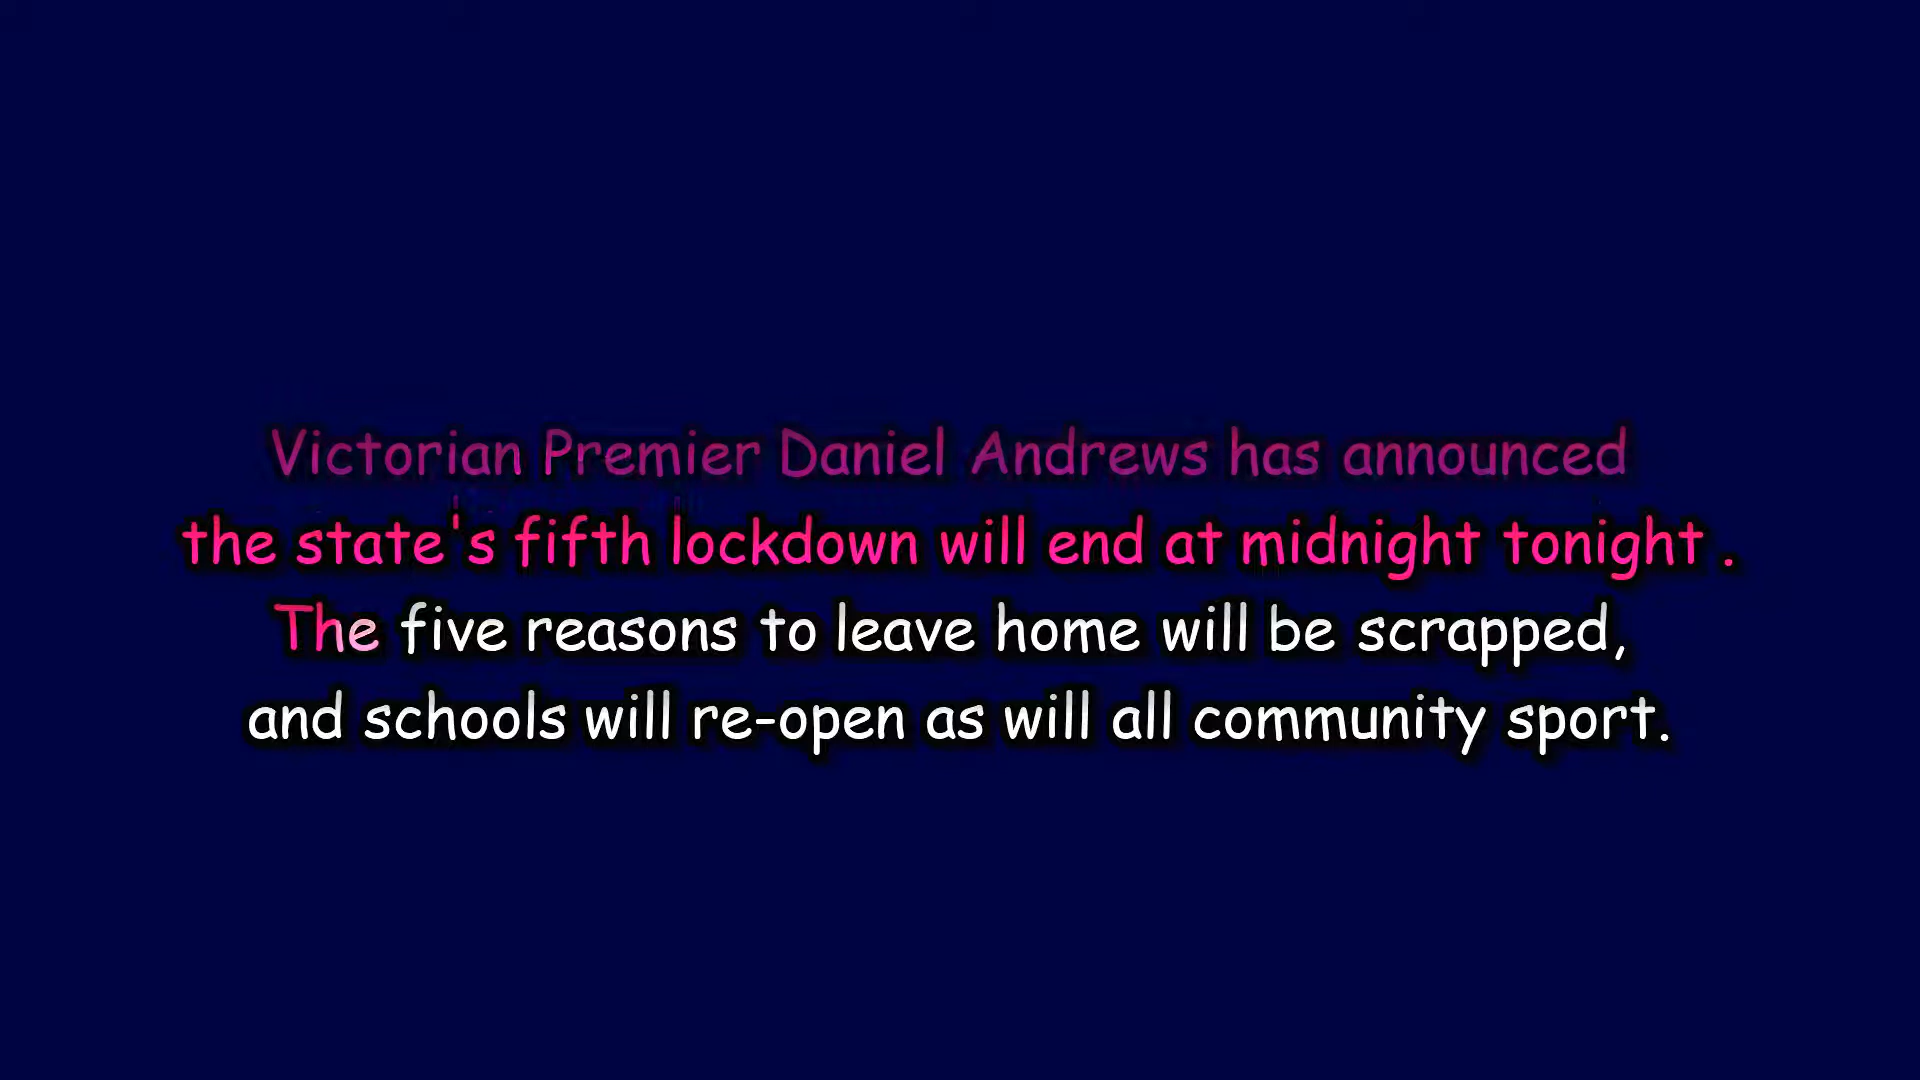 Victorian Premier Daniel Andrews has announced
the state's fifth lockdown will end at midnight tonight .
The five reasons to leave home will be scrapped,
and schools will re-open as will all community sport.